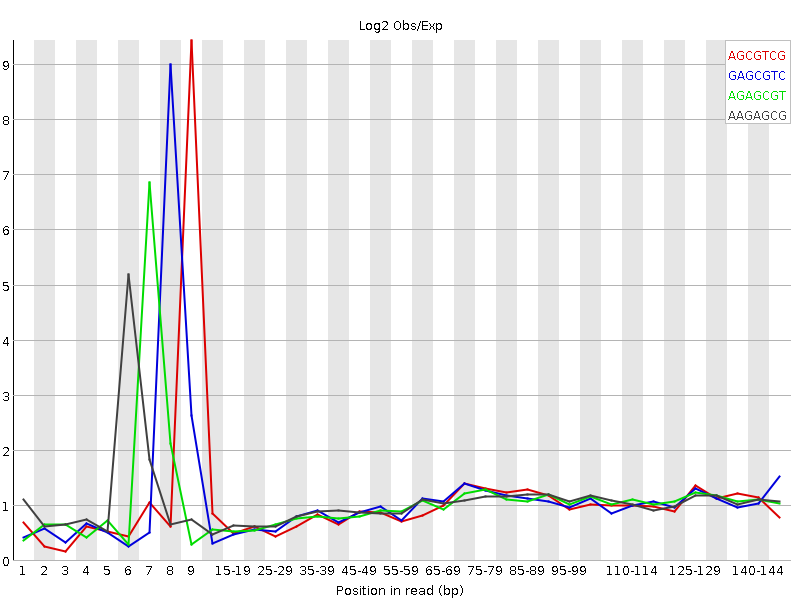 Log2 Obs/Exp
AGCGTCG
GAGCGTC
AGAGCGT
AAGAGCG
9
8
7
6
5
4
3
2
1
0
1 2 3 4 5 6 7 8 9 15-19 25-29 35-39 45-49 55-59 65-69 75-79 85-89 95-99 110-114 125-129 140-144
Position in read (bp)